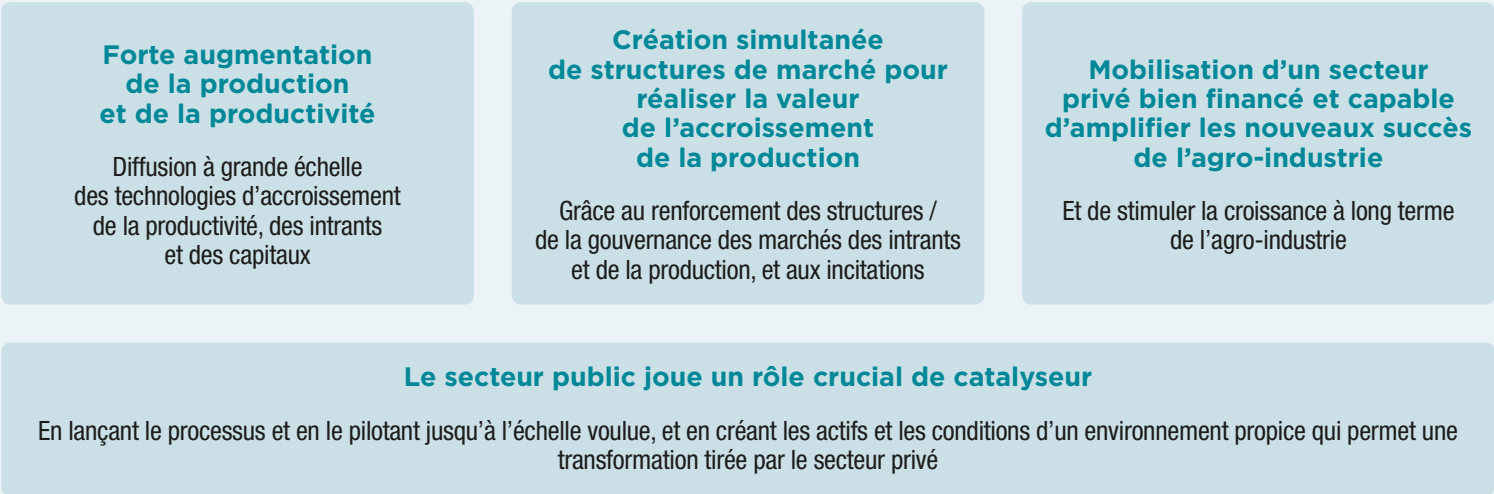 Forte augmentation
de la production
et de la productivité
Diffusion à grande échelle
des technologies d’accroissement
de la productivité, des intrants
et des capitaux
Création simultanée
de structures de marché pour
réaliser la valeur
de l’accroissement
de la production
Grâce au renforcement des structures /
de la gouvernance des marchés des intrants
et de la production, et aux incitations
Mobilisation d’un secteur
privé bien financé et capable
d’amplifier les nouveaux succès
de l’agro-industrie
Et de stimuler la croissance à long terme
de l’agro-industrie
Le secteur public joue un rôle crucial de catalyseur
En lançant le processus et en le pilotant jusqu’à l’échelle voulue, et en créant les actifs et les conditions d’un environnement propice qui permet une
transformation tirée par le secteur privé